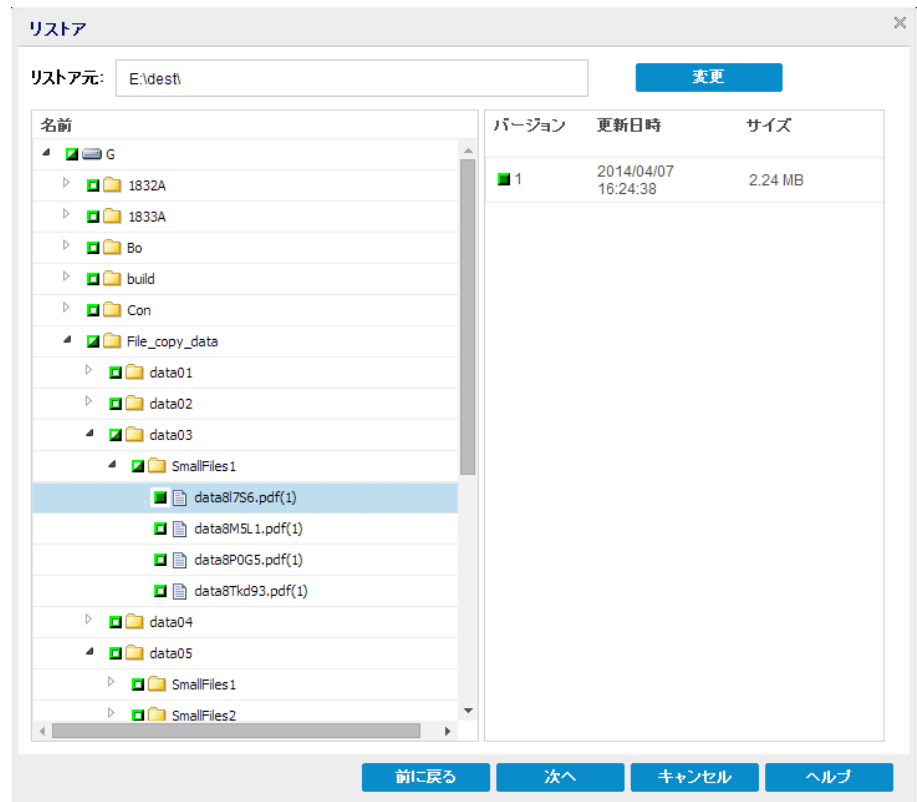 リストア
リストア元: E:\dest\ 変更
名前 バージョン 更新日時 サイズ
G
1832A
1 2014/04/07 16:24:38 2.24 MB
1833A
Bo
build
Con
File_copy_data
data01
data02
data03
SmallFiles1
data8l7S6.pdf(1)
data8M5L1.pdf(1)
data8P0G5.pdf(1)
data8Tkd93.pdf(1)
data04
data05
SmallFiles1
SmallFiles2
前に戻る 次へ キャンセル ヘルプ